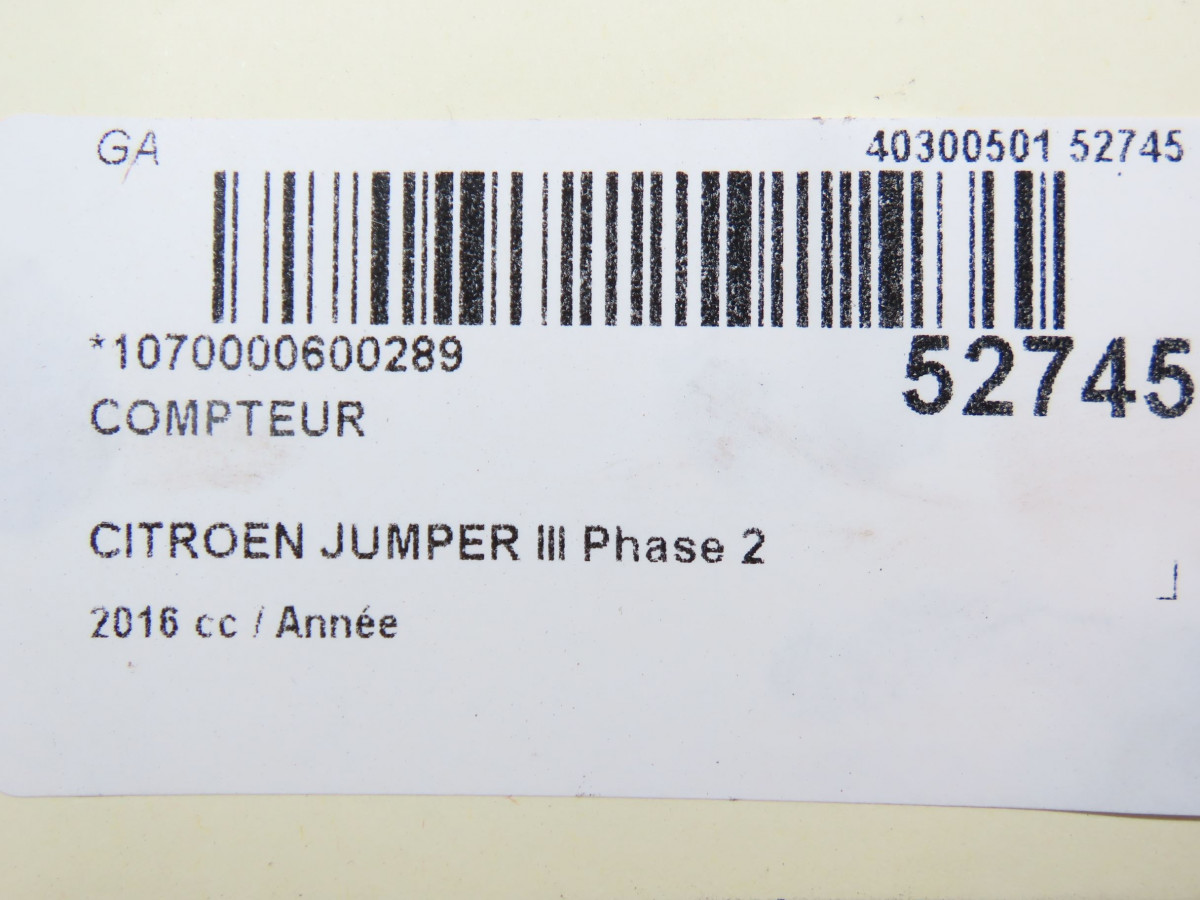 GA
40300501 52745
*1070000600289
52745
COMPTEUR
CITROEN JUMPER III Phase 2
2016 cc / Année